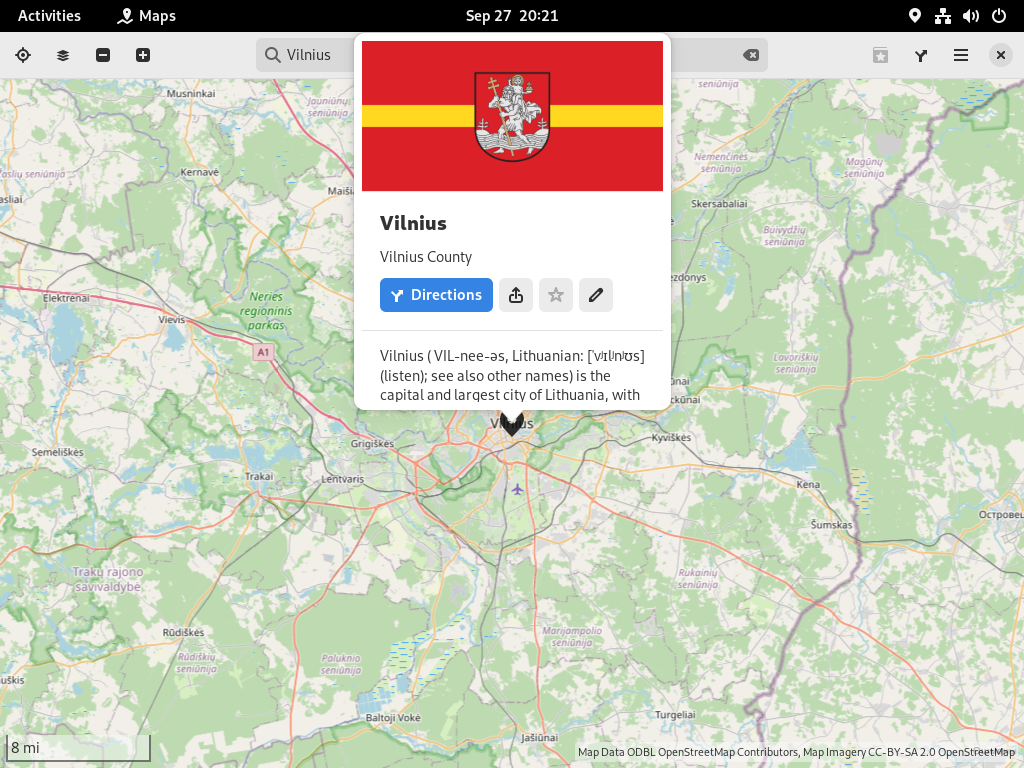 Activities
Maps
Sep 27 20:21
Vilnius
Musninkai
Jauniūnų
seniūnija
Kernavė
seniūnija
Maišia
Elektrėnai
Vievis
Neries
regioninis
parkas
A1
seniūnija
Nemenčinės
seniūnija
Magūnų
seniūnija
Skersabaliai
Buivydžių
seniūnija
ezdonys
Lavoriškių
seniūnija
Vilnius
Vilnius County
Directions
Vilnius ( VIL-nee-əs, Lithuanian: [ˈvʲɪlʲnʲʊs]
(listen); see also other names) is the
capital and largest city of Lithuania, with
Vilnius
Grigiškės
Kyviškės
Semeliškės
Trakai
Lentvaris
Kena
Šumskas
Островец
Trakų rajono
savivaldybė
Rukainių
seniūnija
Rūdiškės
Rūdiškių
seniūnija
Paluknio
seniūnija
Marijampolio
seniūnija
Baltoji Vokė
Turgeliai
Jašiūnai
8 mi
Map Data ODBL OpenStreetMap Contributors, Map Imagery CC-BY-SA 2.0 OpenStreetMap